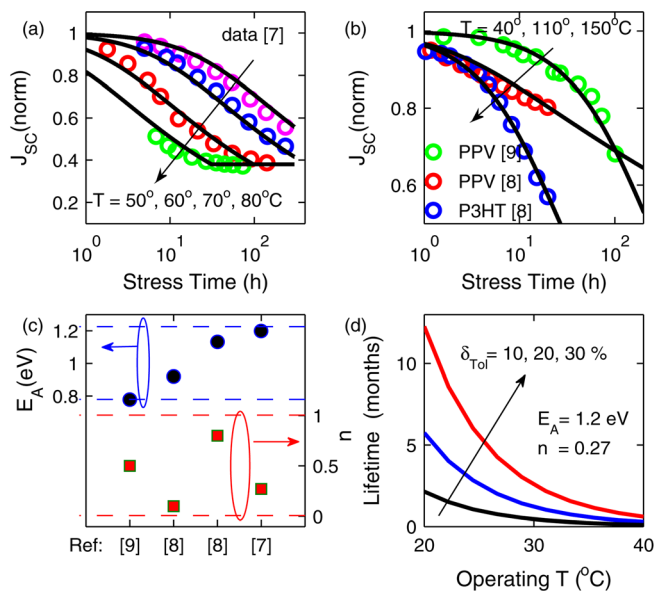 (a)
data [7]
T = 50°, 60°, 70°, 80°C
J_SC(norm)
1
0.8
0.6
0.4
0.2
10^0
10^1
10^2
Stress Time (h)
(b)
T = 40°, 110°, 150°C
PPV [9]
PPV [8]
P3HT [8]
J_SC(norm)
1
0.8
0.6
10^0
10^1
10^2
Stress Time (h)
(c)
E_A(eV)
1.2
0.8
1
0.5
0
n
Ref: [9] [8] [8] [7]
(d)
δ_Tol = 10, 20, 30 %
E_A = 1.2 eV
n = 0.27
Lifetime (months)
10
5
0
20
30
40
Operating T (°C)